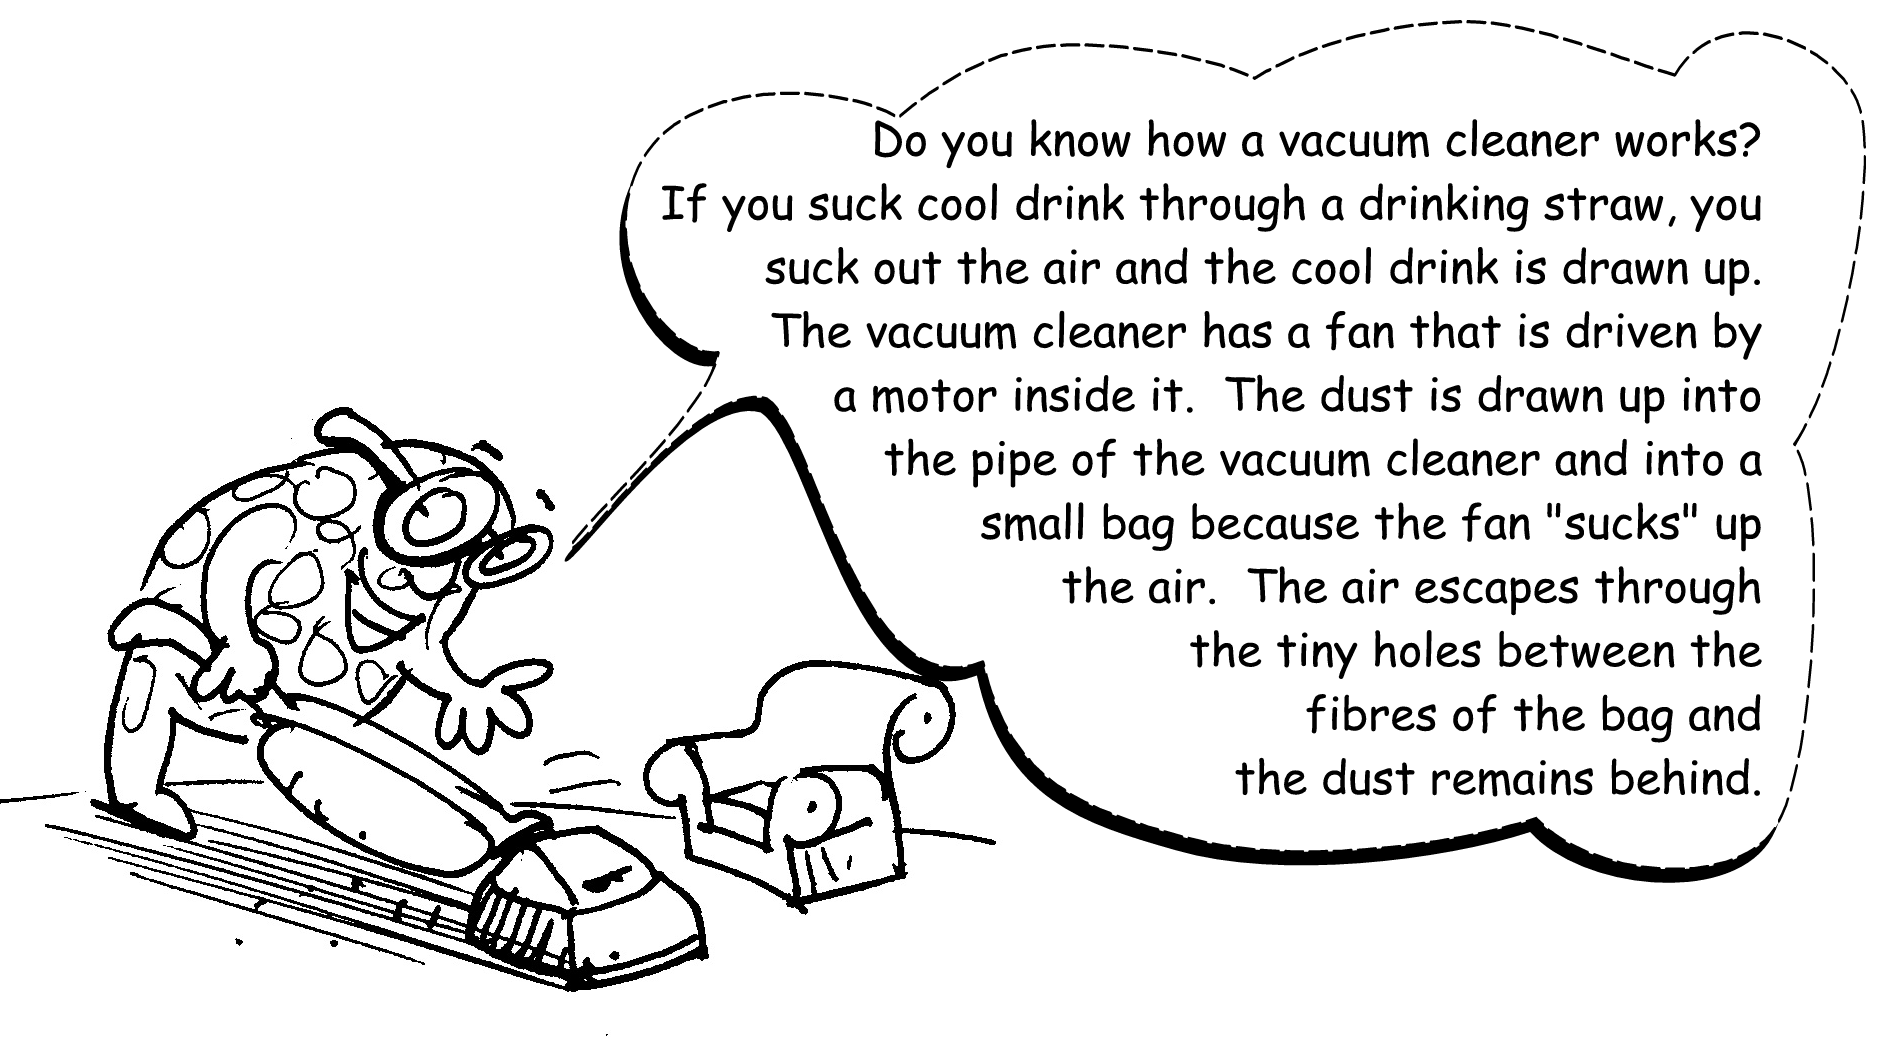 Do you know how a vacuum cleaner works?
If you suck cool drink through a drinking straw, you
suck out the air and the cool drink is drawn up.
The vacuum cleaner has a fan that is driven by
a motor inside it.  The dust is drawn up into
the pipe of the vacuum cleaner and into a
small bag because the fan "sucks" up
the air.  The air escapes through
the tiny holes between the
fibres of the bag and
the dust remains behind.